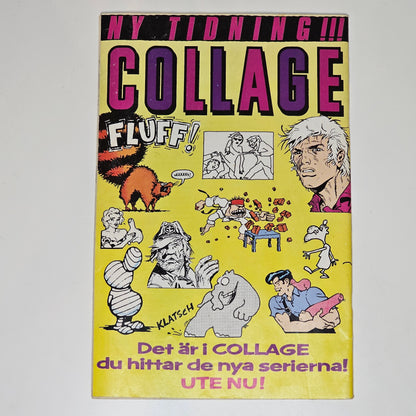 NY TIDNING!!!
COLLAGE
FLUFF!
KLATSCH
Det är i COLLAGE
du hittar de nya serierna!
UTE NU!